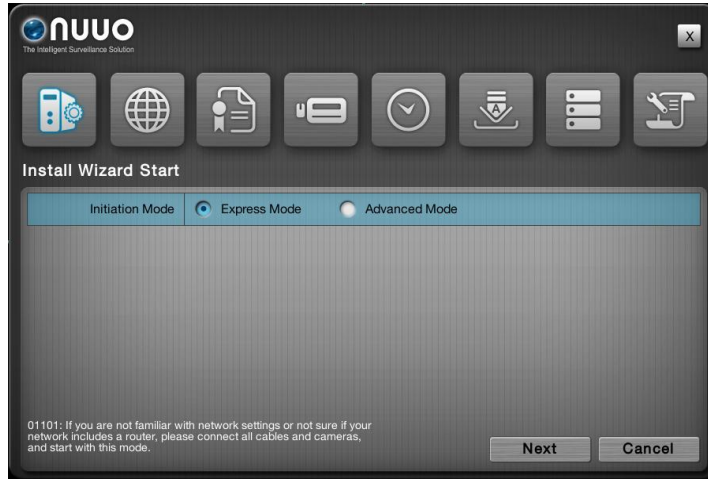 nuuo
The Intelligent Surveillance Solution
X
A
Install Wizard Start
Initiation Mode Express Mode Advanced Mode
01101: If you are not familiar with network settings or not sure if your
network includes a router, please connect all cables and cameras,
and start with this mode.
Next Cancel